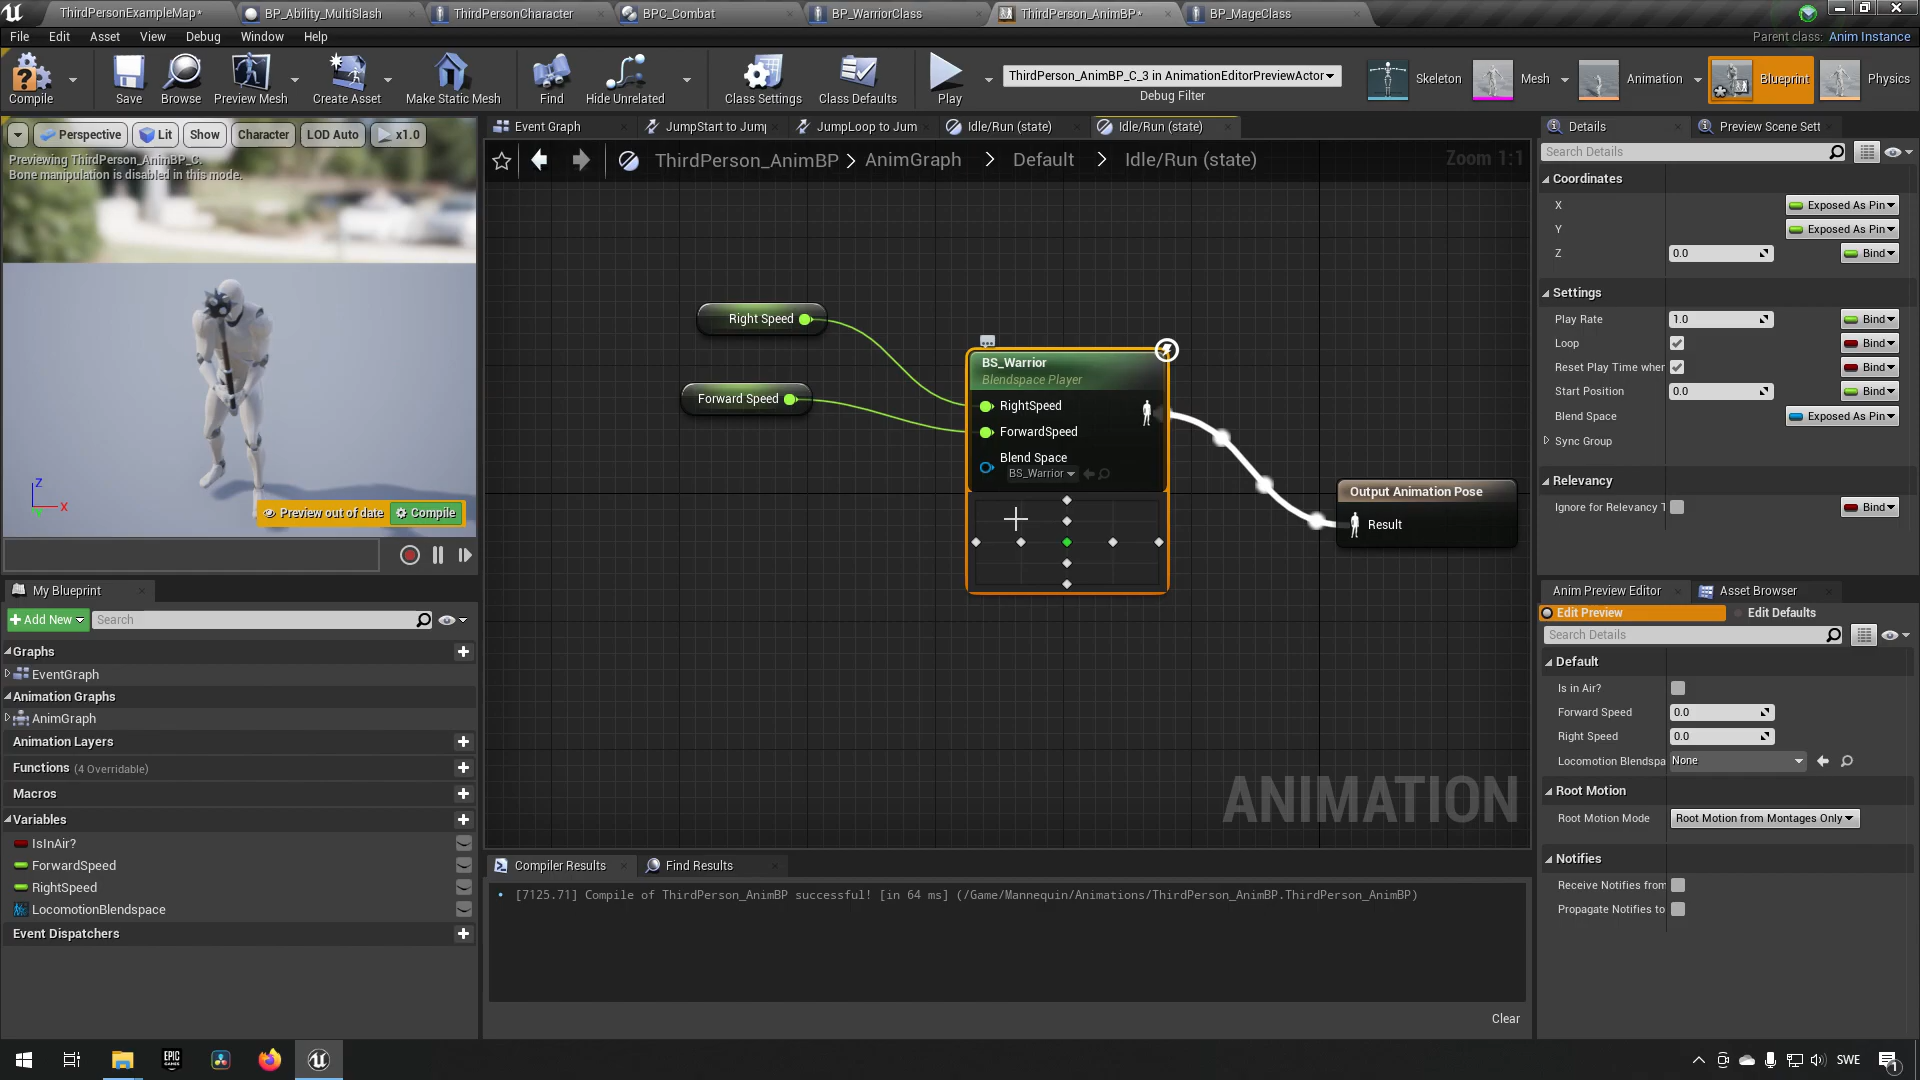 ThirdPersonExampleMap*
BP_Ability_MultiSlash
ThirdPersonCharacter
BPC_Combat
BP_WarriorClass
ThirdPerson_AnimBP*
BP_MageClass
File
Edit
Asset
View
Debug
Window
Help
Parent class:
Anim Instance
Compile
Save
Browse
Preview Mesh
Create Asset
Make Static Mesh
Find
Hide Unrelated
Class Settings
Class Defaults
Play
ThirdPerson_AnimBP_C_3 in AnimationEditorPreviewActor
Debug Filter
Skeleton
Mesh
Animation
Blueprint
Physics
Perspective
Lit
Show
Character
LOD Auto
x1.0
Previewing ThirdPerson_AnimBP_C.
Bone manipulation is disabled in this mode.
Z
X
Preview out of date
Compile
Event Graph
JumpStart to Jump
JumpLoop to Jum
Idle/Run (state)
Idle/Run (state)
ThirdPerson_AnimBP > AnimGraph > Default > Idle/Run (state)
Zoom 1:1
Right Speed
Forward Speed
BS_Warrior
Blendspace Player
RightSpeed
ForwardSpeed
Blend Space
BS_Warrior
Output Animation Pose
Result
ANIMATION
My Blueprint
Add New
Search
Graphs
EventGraph
Animation Graphs
AnimGraph
Animation Layers
Functions (4 Overridable)
Macros
Variables
IsInAir?
ForwardSpeed
RightSpeed
LocomotionBlendspace
Event Dispatchers
Compiler Results
Find Results
[7125.71] Compile of ThirdPerson_AnimBP successful! [in 64 ms] (/Game/Mannequin/Animations/ThirdPerson_AnimBP.ThirdPerson_AnimBP)
Clear
Details
Preview Scene Sett
Search Details
Coordinates
X
Exposed As Pin
Y
Exposed As Pin
Z
0.0
Bind
Settings
Play Rate
1.0
Bind
Loop
Bind
Reset Play Time when
Bind
Start Position
0.0
Bind
Blend Space
Exposed As Pin
Sync Group
Relevancy
Ignore for Relevancy T
Bind
Anim Preview Editor
Asset Browser
Edit Preview
Edit Defaults
Search Details
Default
Is in Air?
Forward Speed
0.0
Right Speed
0.0
Locomotion Blendspa
None
Root Motion
Root Motion Mode
Root Motion from Montages Only
Notifies
Receive Notifies from
Propagate Notifies to
EPIC
GAMES
SWE
1